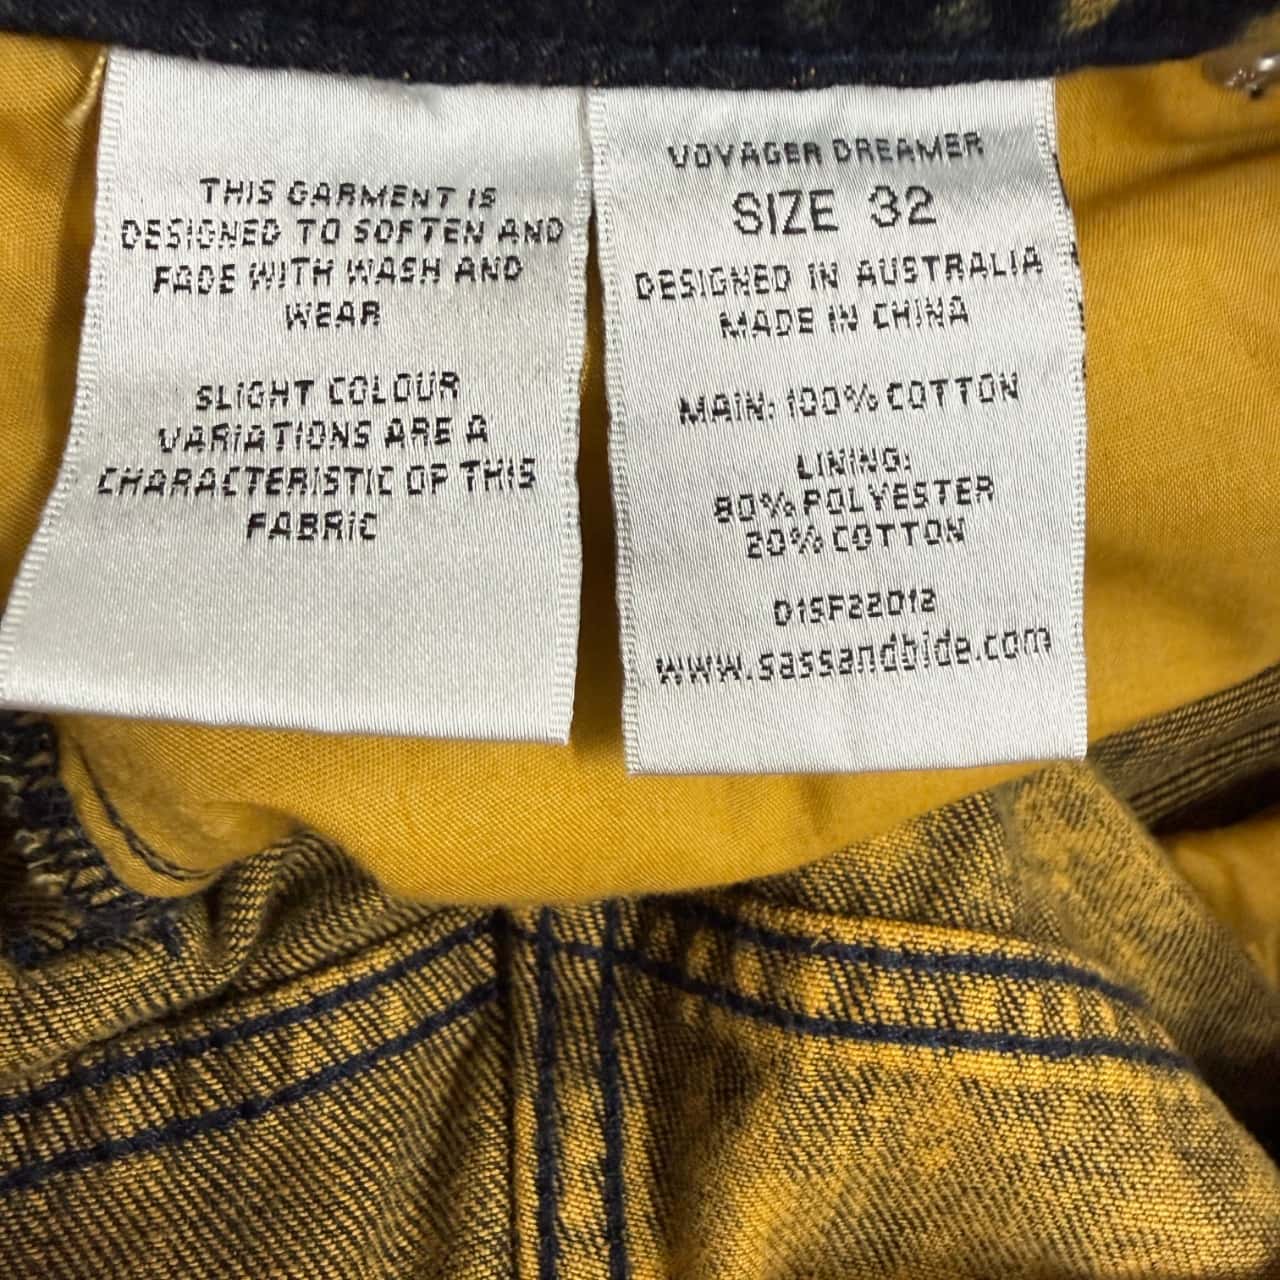 THIS GARMENT IS
DESIGNED TO SOFTEN AND
FADE WITH WASH AND
WEAR
SLIGHT COLOUR
VARIATIONS ARE A
CHARACTERISTIC OF THIS
FABRIC
VOYAGER DREAMER
SIZE 32
DESIGNED IN AUSTRALIA
MADE IN CHINA
MAIN: 100% COTTON
LINING:
80% POLYESTER
20% COTTON
01SF22012
www.sassandbide.com